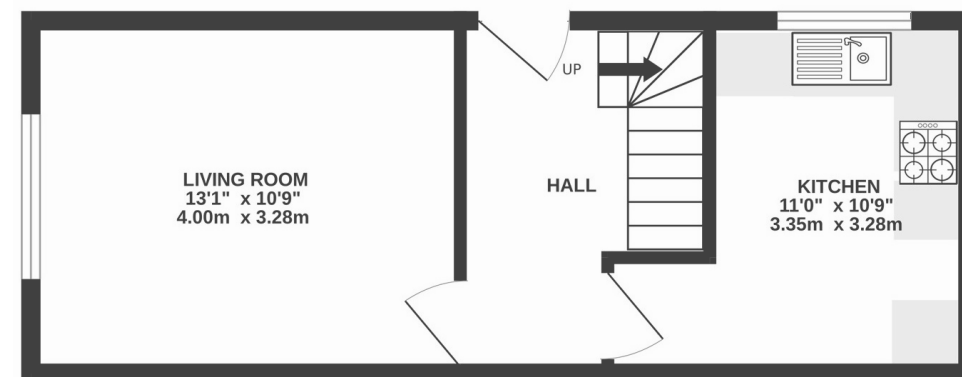 UP
LIVING ROOM
13'1"  x 10'9"
4.00m  x 3.28m
HALL
KITCHEN
11'0"  x 10'9"
3.35m  x 3.28m